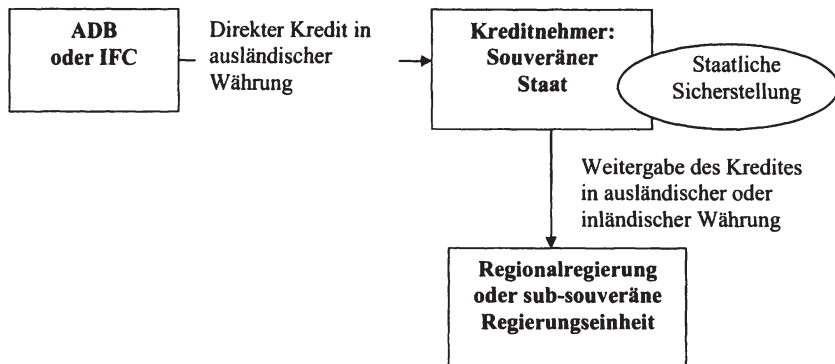 ADB
oder IFC
Direkter Kredit in
ausländischer
Währung
Kreditnehmer:
Souveräner
Staat
Staatliche
Sicherstellung
Weitergabe des Kredites
in ausländischer oder
inländischer Währung
Regionalregierung
oder sub-souveräne
Regierungseinheit